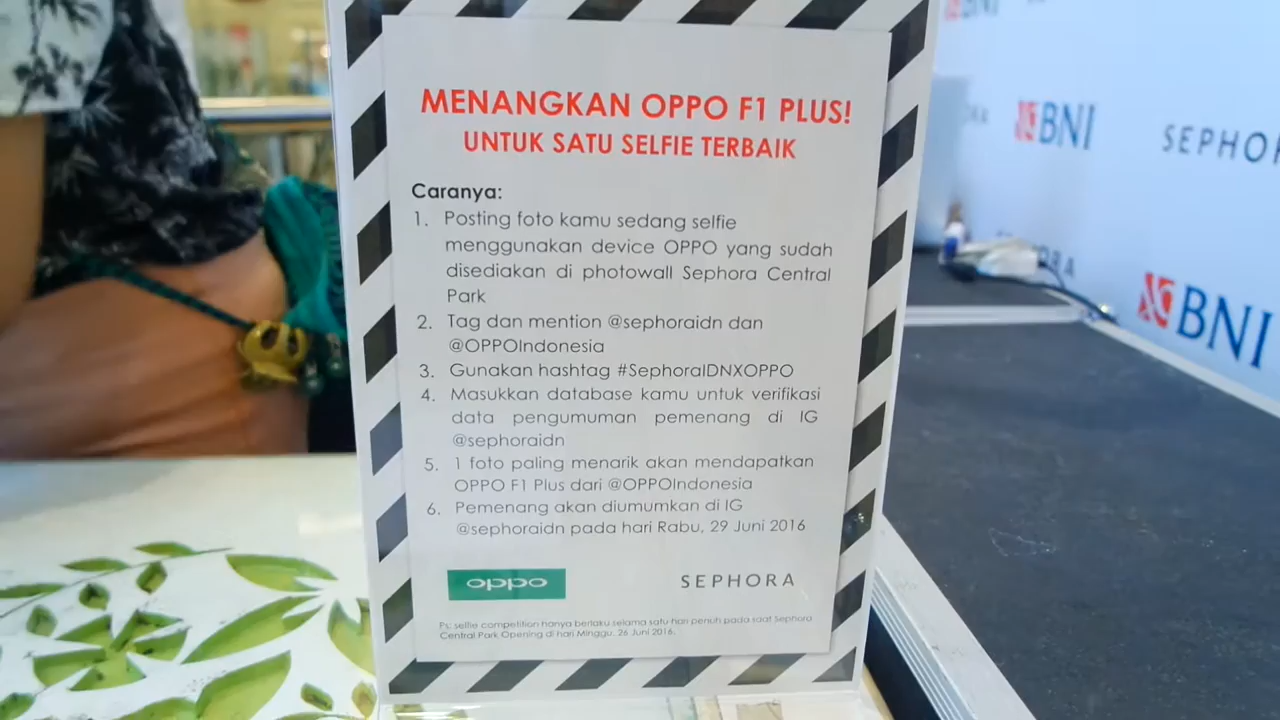 MENANGKAN OPPO F1 PLUS!
UNTUK SATU SELFIE TERBAIK
Caranya:
1. Posting foto kamu sedang selfie
menggunakan device OPPO yang sudah
disediakan di photowall Sephora Central
Park
2. Tag dan mention @sephoraidn dan
@OPPOIndonesia
3. Gunakan hashtag #SephoraIDNXOPPO
4. Masukkan database kamu untuk verifikasi
data pengumuman pemenang di IG
@sephoraidn
5. 1 foto paling menarik akan mendapatkan
OPPO F1 Plus dari @OPPOIndonesia
6. Pemenang akan diumumkan di IG
@sephoraidn pada hari Rabu, 29 Juni 2016
oppo
SEPHORA
Ps: selfie competition hanya berlaku selama satu hari penuh pada saat Sephora
Central Park Opening di hari Minggu, 26 Juni 2016.
BNI
BNI
SEPHOR
BNI